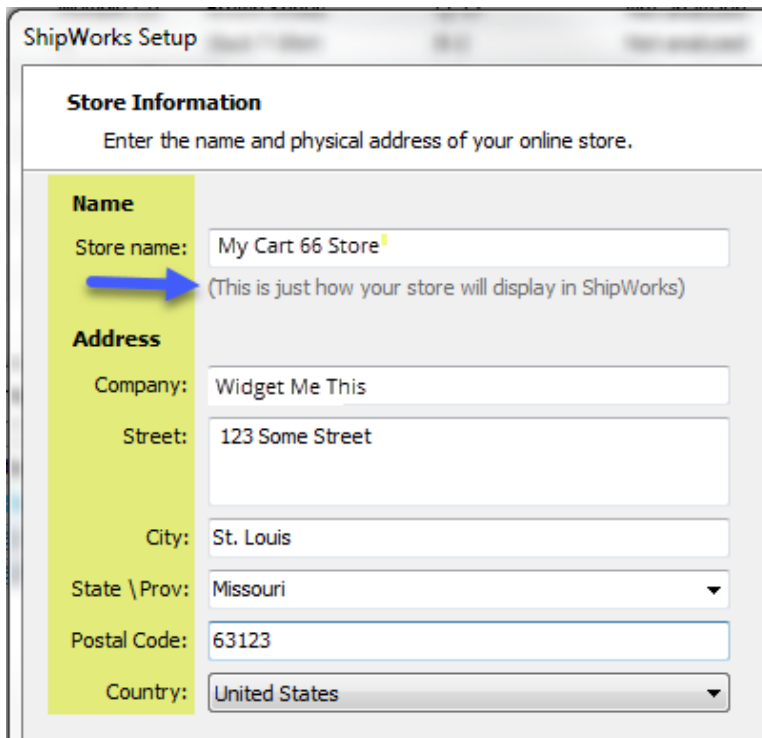 ShipWorks Setup
Store Information
Enter the name and physical address of your online store.
Name
Store name: My Cart 66 Store
(This is just how your store will display in ShipWorks)
Address
Company: Widget Me This
Street: 123 Some Street
City: St. Louis
State \Prov: Missouri
Postal Code: 63123
Country: United States